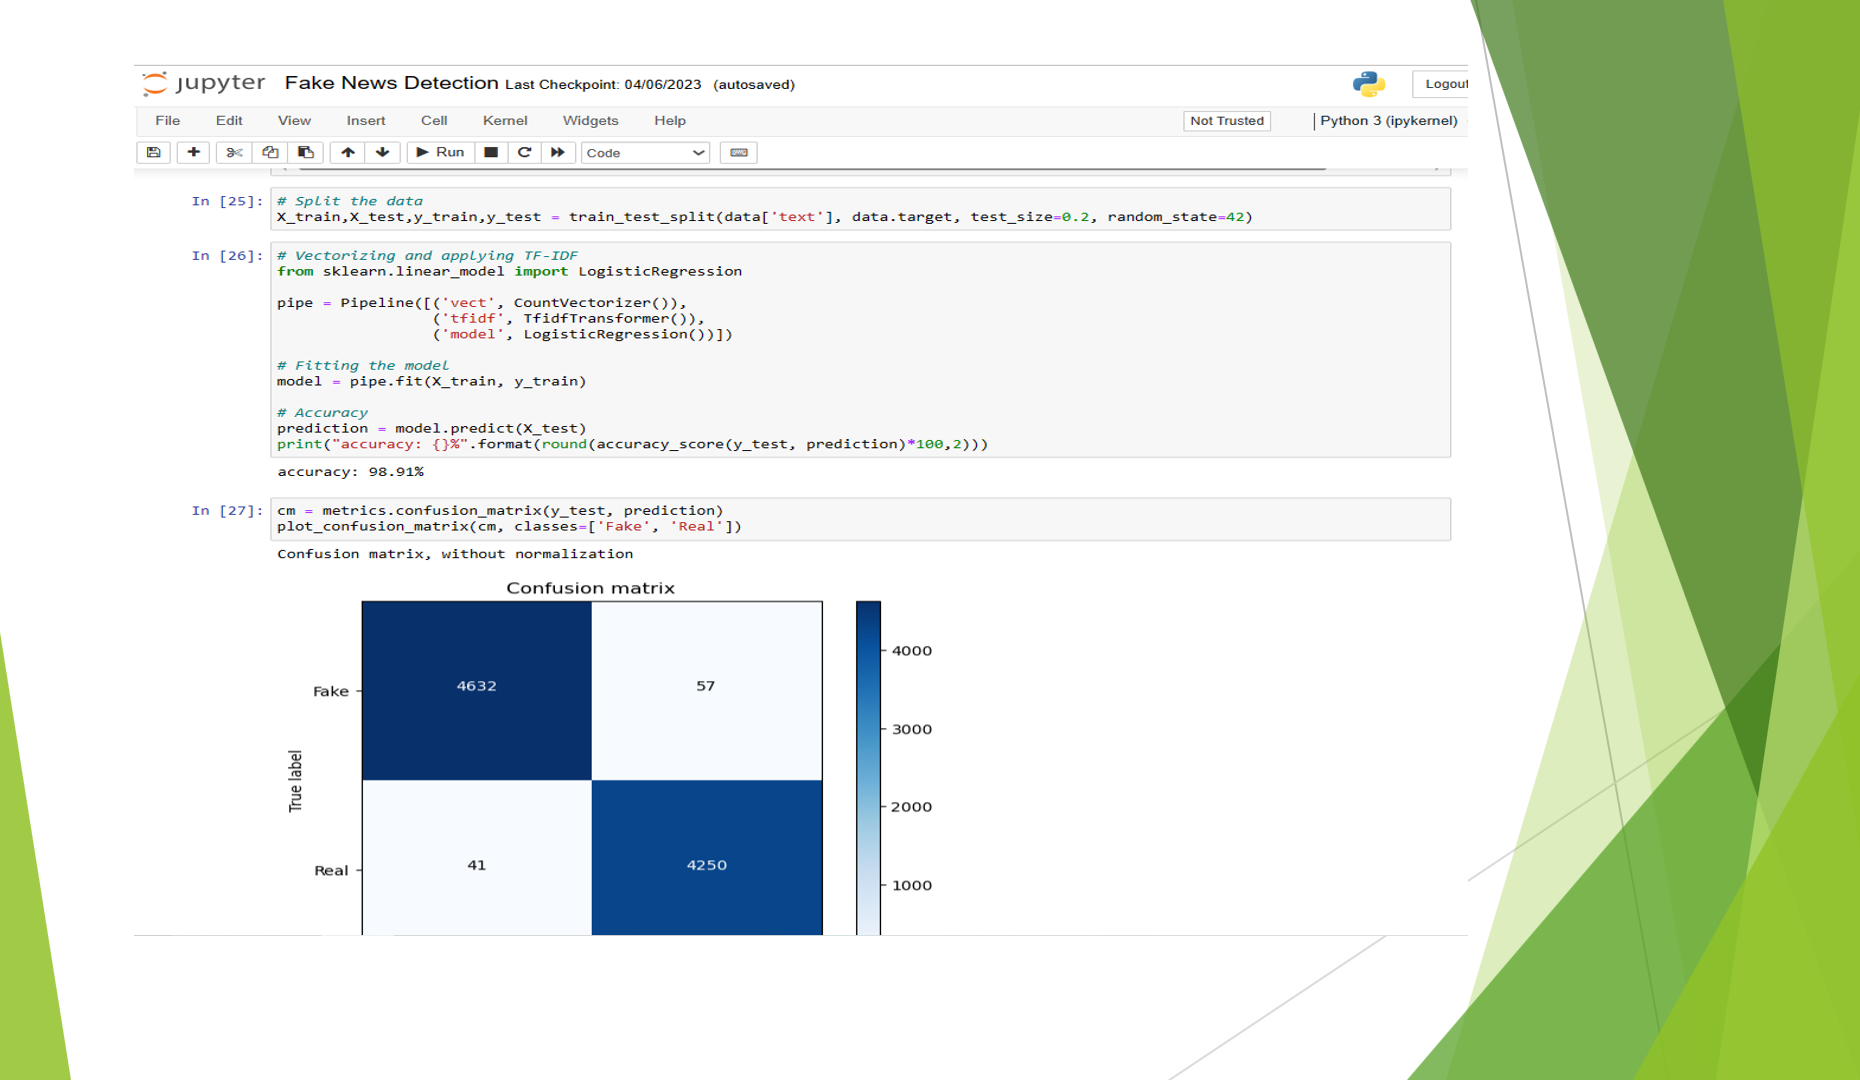 jupyter Fake News Detection Last Checkpoint: 04/06/2023 (autosaved)
Logout
File Edit View Insert Cell Kernel Widgets Help Not Trusted Python 3 (ipykernel)
Run Code
In [25]: # Split the data
X_train,X_test,y_train,y_test = train_test_split(data['text'], data.target, test_size=0.2, random_state=42)
In [26]: # Vectorizing and applying TF-IDF
from sklearn.linear_model import LogisticRegression
pipe = Pipeline([('vect', CountVectorizer()),
('tfidf', TfidfTransformer()),
('model', LogisticRegression())])
# Fitting the model
model = pipe.fit(X_train, y_train)
# Accuracy
prediction = model.predict(X_test)
print("accuracy: {}%".format(round(accuracy_score(y_test, prediction)*100,2)))
accuracy: 98.91%
In [27]: cm = metrics.confusion_matrix(y_test, prediction)
plot_confusion_matrix(cm, classes=['Fake', 'Real'])
Confusion matrix, without normalization
Confusion matrix
Fake 4632 57
True label
Real 41 4250
4000
3000
2000
1000